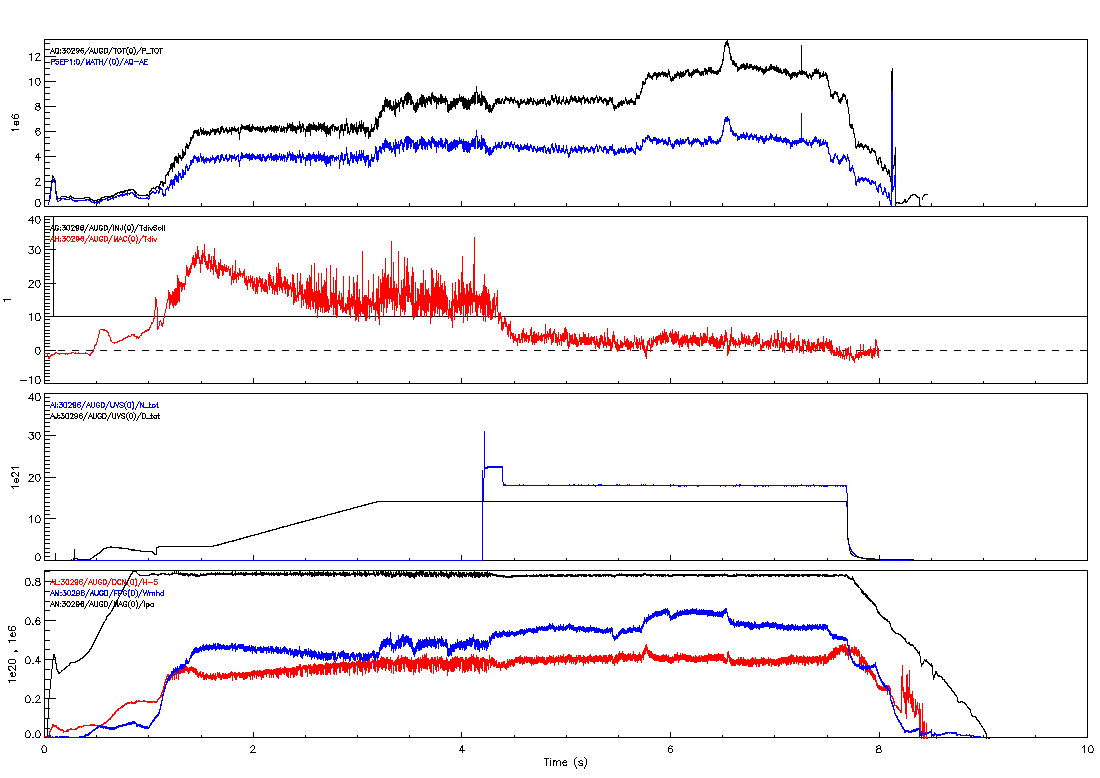 AQ:30296/AUGD/TOT(0)/P_TOT
PSEP1:0/MATH/(0)/AQ-AE
12
10
8
6
4
2
0
1e6
AG:30296/AUGD/INJ(0)/TdivSoll
AH:30296/AUGD/MAC(0)/Tdiv
40
30
20
10
0
-10
1
AI:30296/AUGD/UVS(0)/N_tot
AJ:30296/AUGD/UVS(0)/D_tot
40
30
20
10
0
1e21
AL:30296/AUGD/DCN(0)/H-5
AM:30296/AUGD/FPG(0)/Wmhd
AN:30296/AUGD/MAG(0)/Ipa
0.8
0.6
0.4
0.2
0.0
1e20 , 1e6
0 2 4 6 8 10
Time (s)